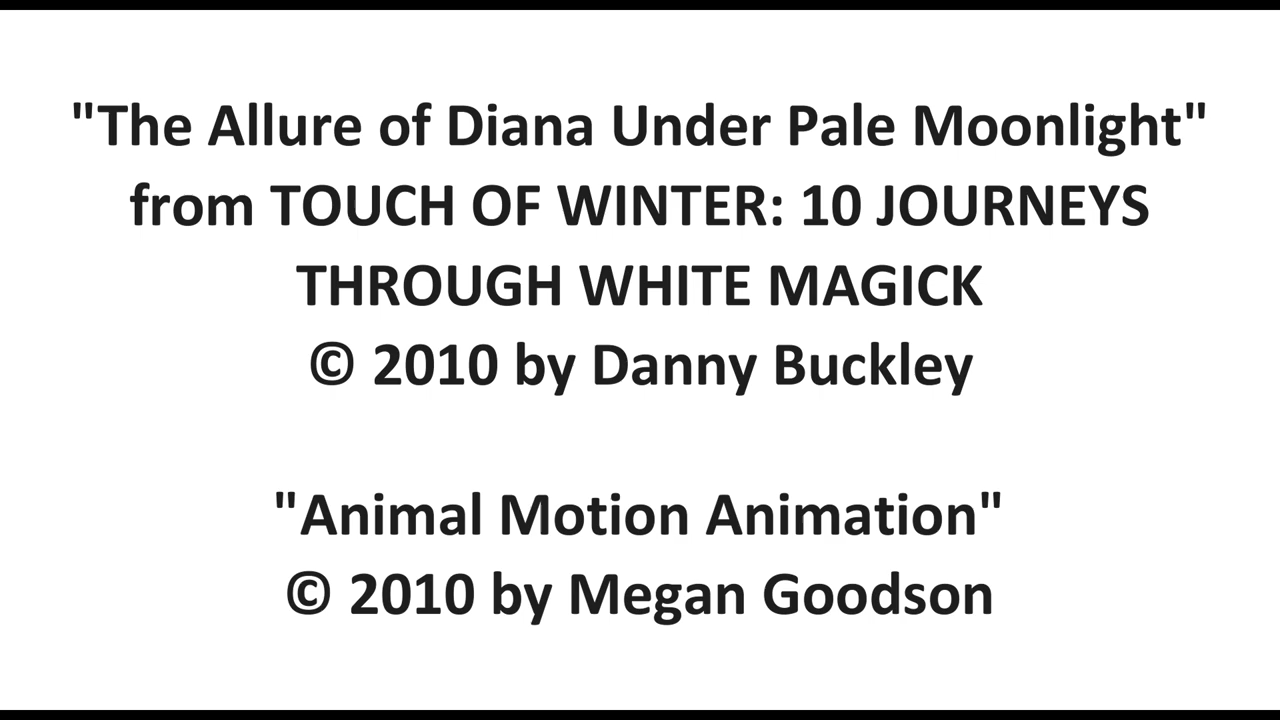 "The Allure of Diana Under Pale Moonlight"
from TOUCH OF WINTER: 10 JOURNEYS
THROUGH WHITE MAGICK
© 2010 by Danny Buckley
"Animal Motion Animation"
© 2010 by Megan Goodson